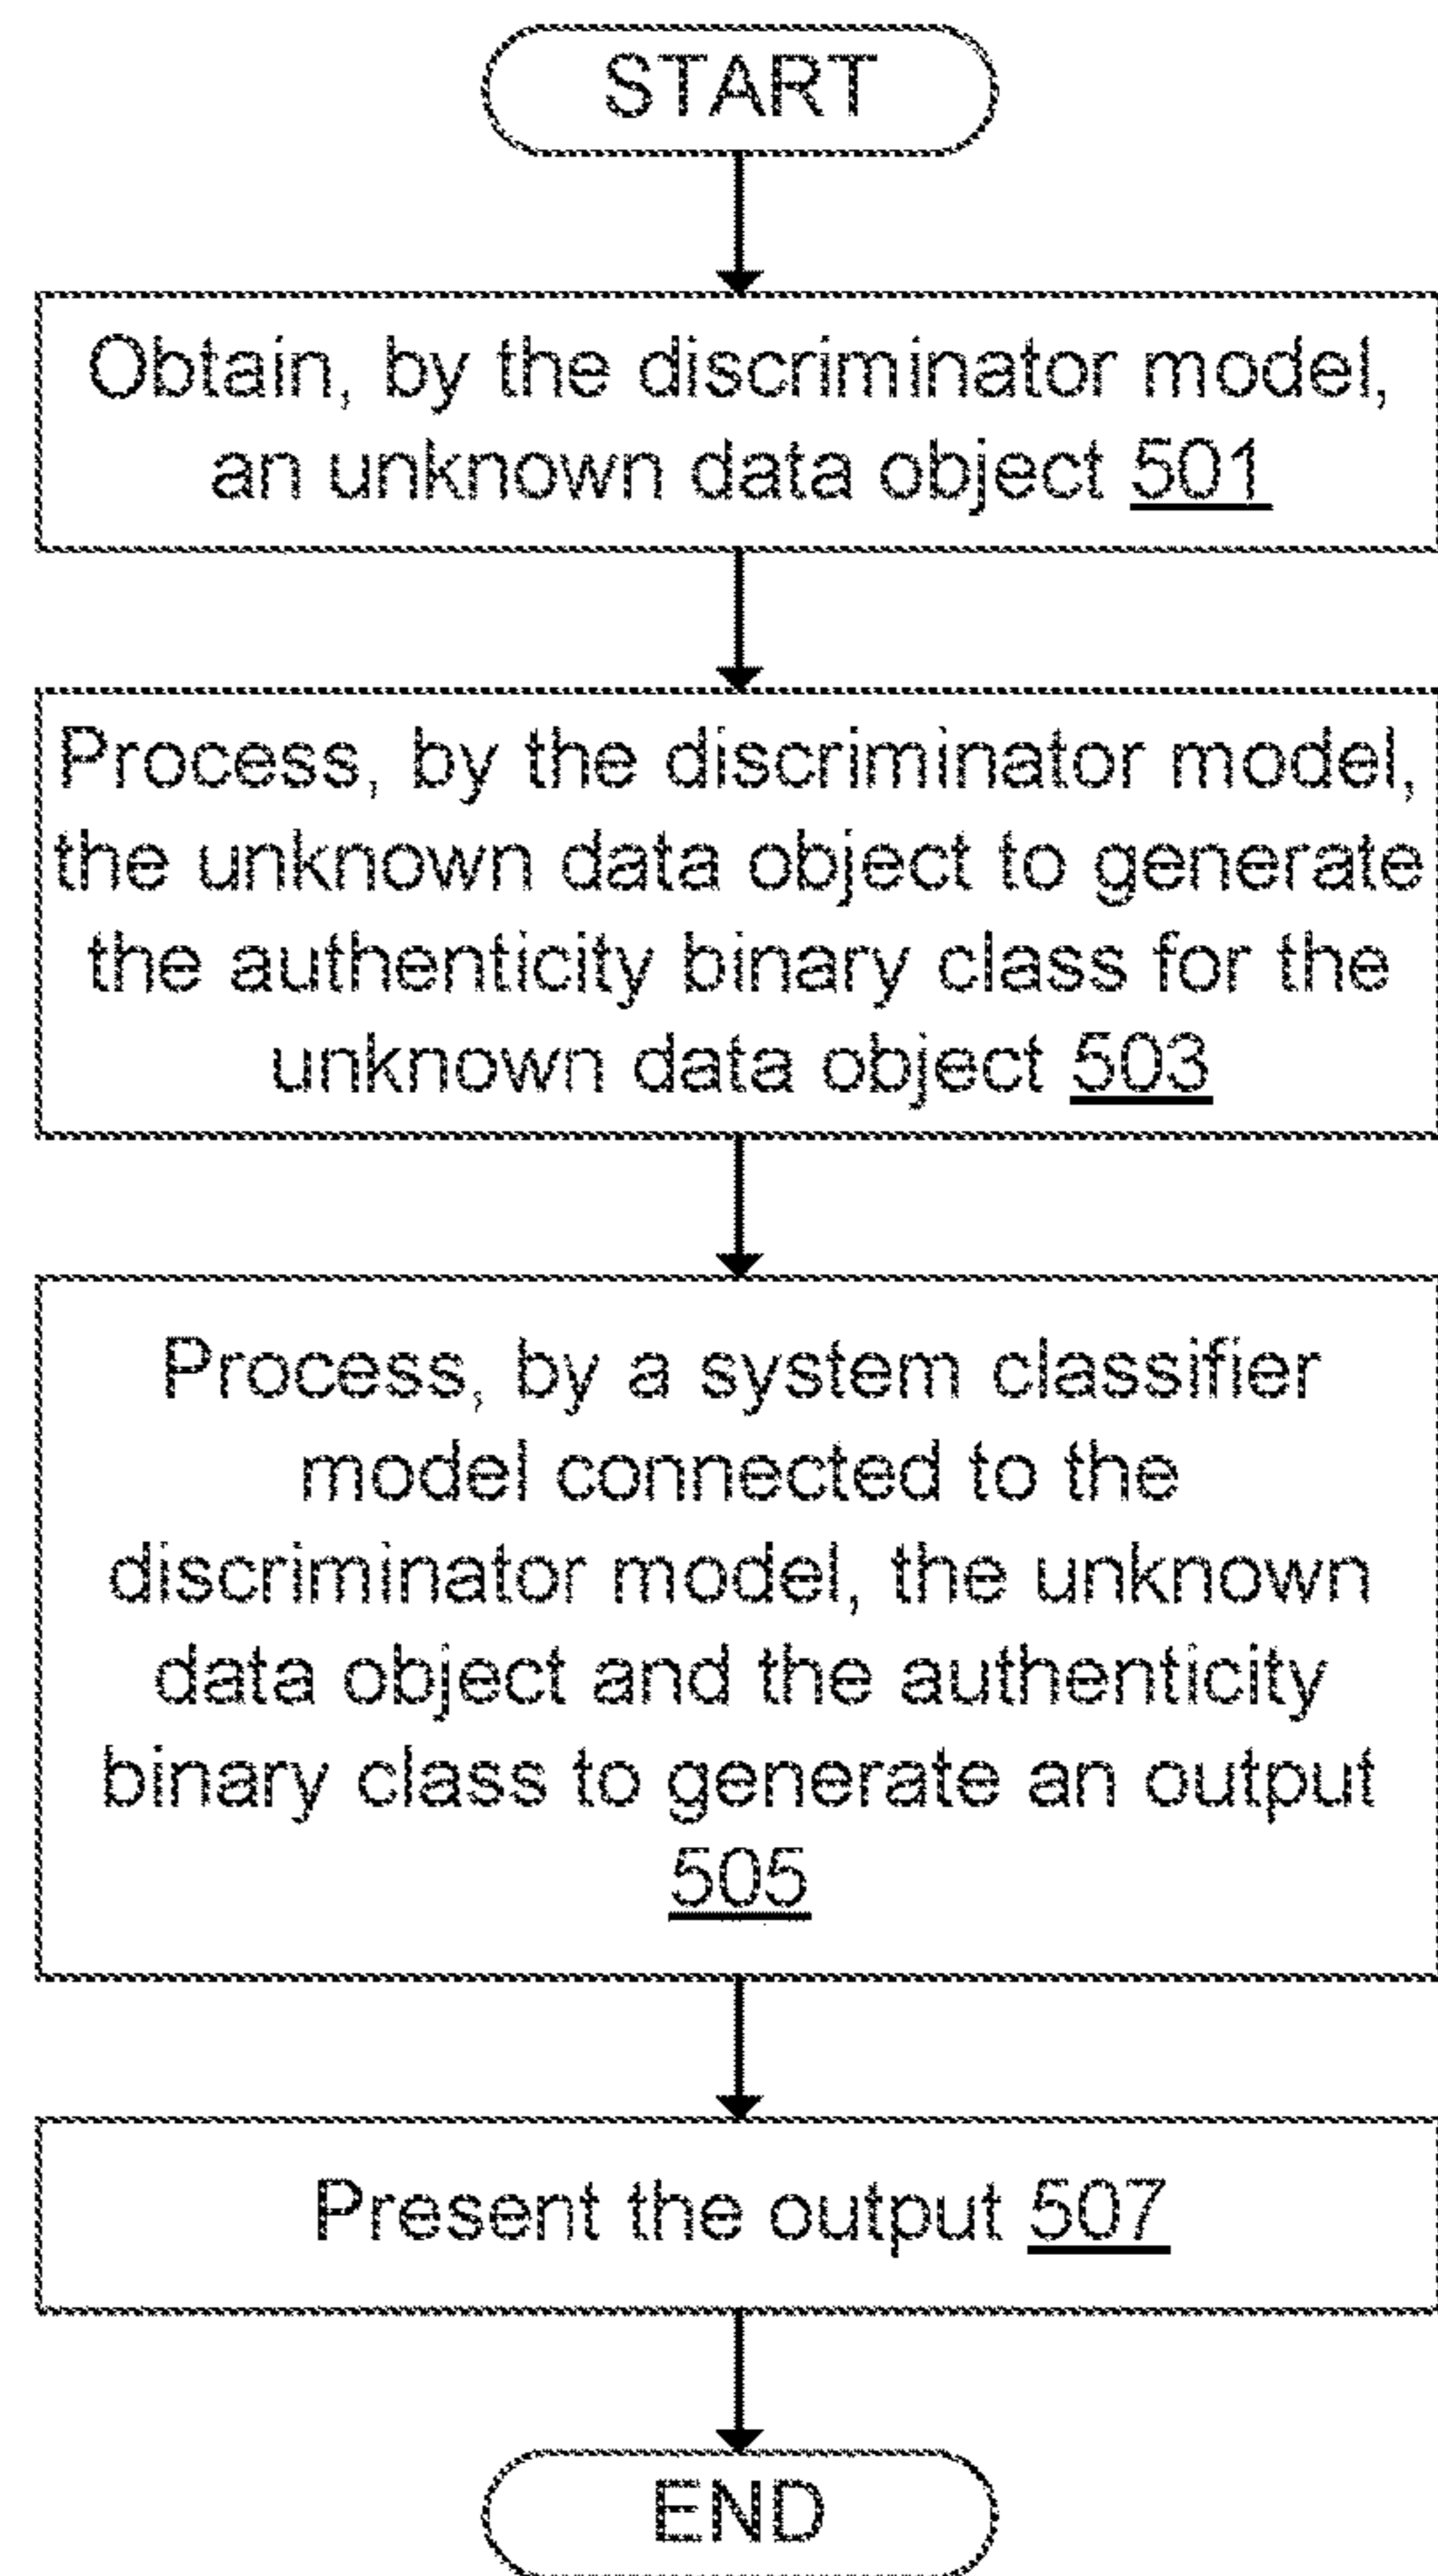 START
Obtain, by the discriminator model,
an unknown data object 501
Process, by the discriminator model,
the unknown data object to generate
the authenticity binary class for the
unknown data object 503
Process, by a system classifier
model connected to the
discriminator model, the unknown
data object and the authenticity
binary class to generate an output
505
Present the output 507
END